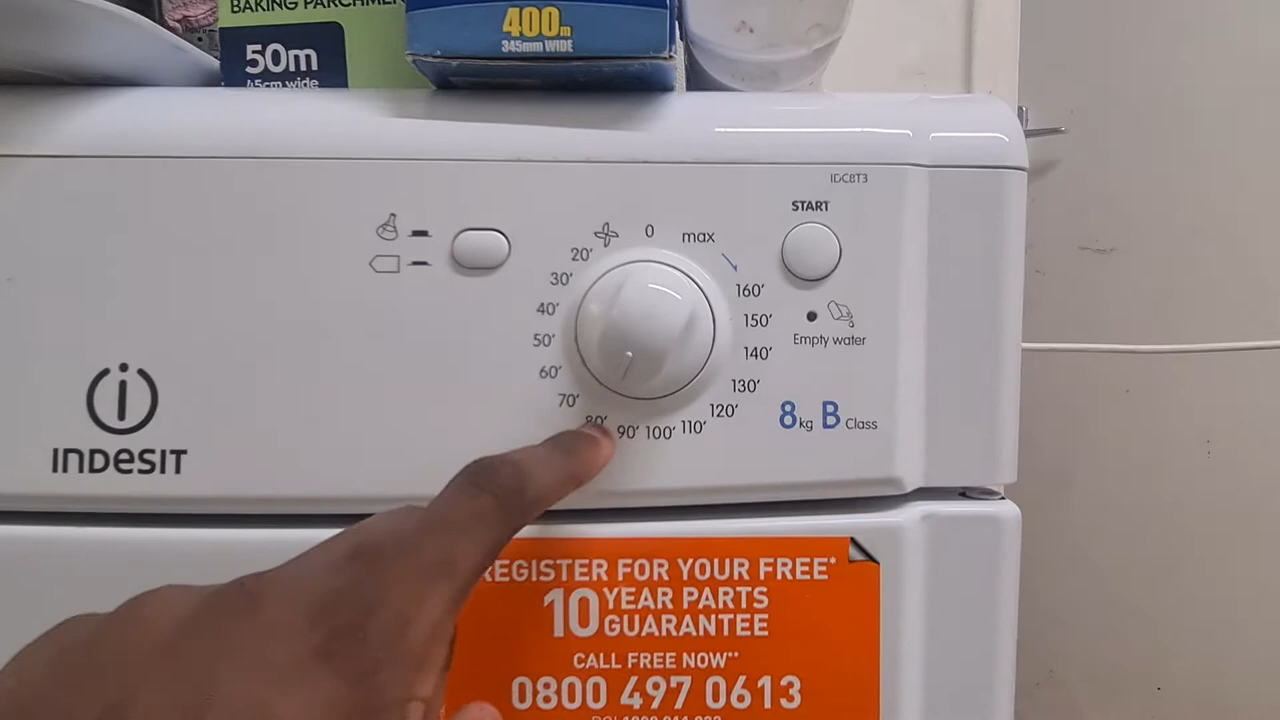 BAKING PARCHMEN
50m
45cm wide
400m
345mm WIDE
IDC8T3
START
0
max
20'
30'
40'
50'
60'
70'
80'
90'
100'
110'
120'
130'
140'
150'
160'
Empty water
8kg B Class
INDESIT
REGISTER FOR YOUR FREE*
10 YEAR PARTS
GUARANTEE
CALL FREE NOW**
0800 497 0613